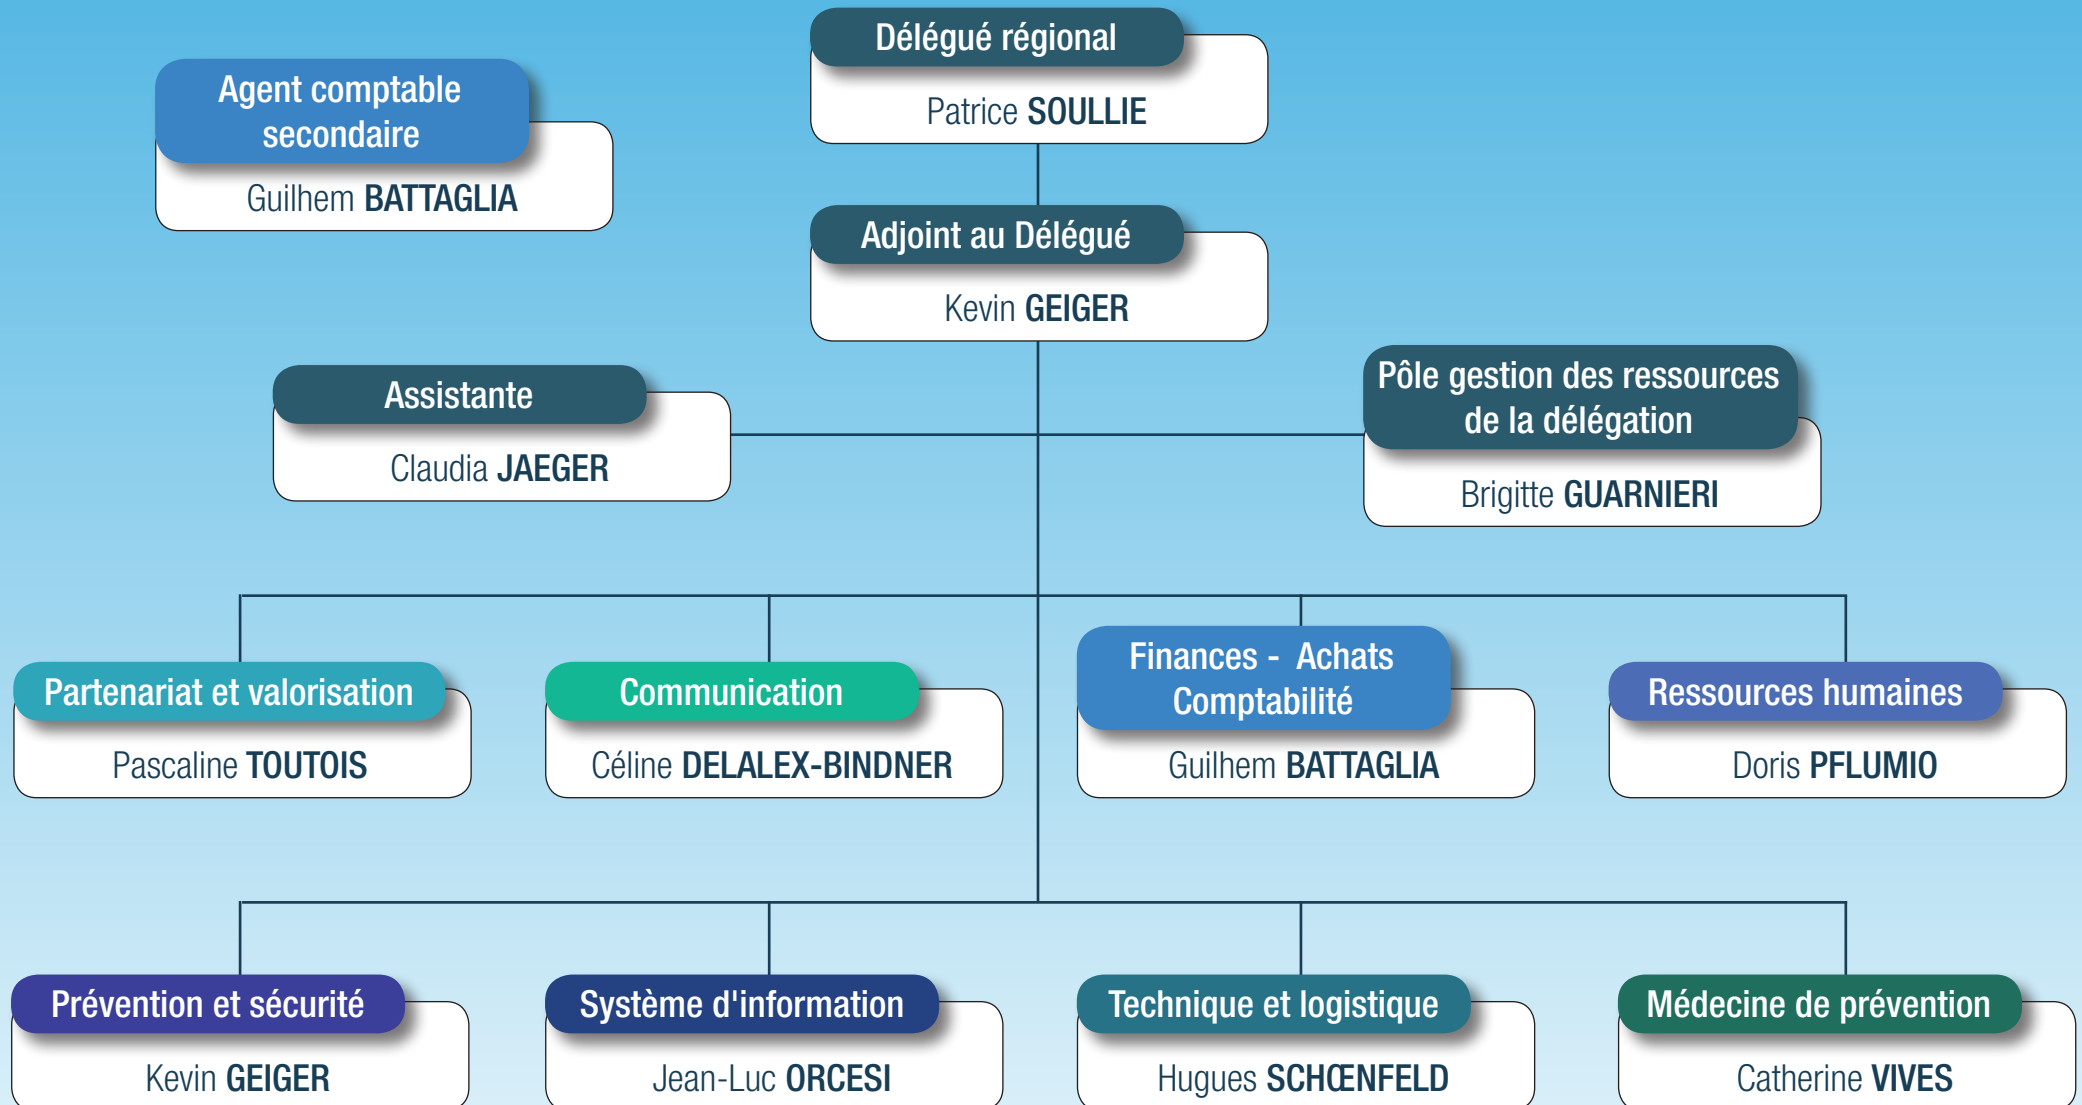 Délégué régional
Patrice SOULLIE
Agent comptable
secondaire
Guilhem BATTAGLIA
Adjoint au Délégué
Kevin GEIGER
Assistante
Claudia JAEGER
Pôle gestion des ressources
de la délégation
Brigitte GUARNIERI
Partenariat et valorisation
Pascaline TOUTOIS
Communication
Céline DELALEX-BINDNER
Finances - Achats
Comptabilité
Guilhem BATTAGLIA
Ressources humaines
Doris PFLUMIO
Prévention et sécurité
Kevin GEIGER
Système d'information
Jean-Luc ORCESI
Technique et logistique
Hugues SCHŒNFELD
Médecine de prévention
Catherine VIVES